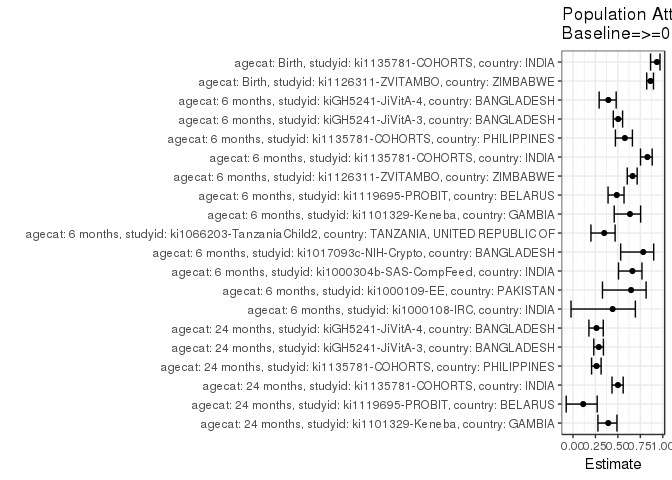 Population Att
Baseline=>=0
agecat: Birth, studyid: ki1135781-COHORTS, country: INDIA
agecat: Birth, studyid: ki1126311-ZVITAMBO, country: ZIMBABWE
agecat: 6 months, studyid: kiGH5241-JiVitA-4, country: BANGLADESH
agecat: 6 months, studyid: kiGH5241-JiVitA-3, country: BANGLADESH
agecat: 6 months, studyid: ki1135781-COHORTS, country: PHILIPPINES
agecat: 6 months, studyid: ki1135781-COHORTS, country: INDIA
agecat: 6 months, studyid: ki1126311-ZVITAMBO, country: ZIMBABWE
agecat: 6 months, studyid: ki1119695-PROBIT, country: BELARUS
agecat: 6 months, studyid: ki1101329-Keneba, country: GAMBIA
agecat: 6 months, studyid: ki1066203-TanzaniaChild2, country: TANZANIA, UNITED REPUBLIC OF
agecat: 6 months, studyid: ki1017093c-NIH-Crypto, country: BANGLADESH
agecat: 6 months, studyid: ki1000304b-SAS-CompFeed, country: INDIA
agecat: 6 months, studyid: ki1000109-EE, country: PAKISTAN
agecat: 6 months, studyid: ki1000108-IRC, country: INDIA
agecat: 24 months, studyid: kiGH5241-JiVitA-4, country: BANGLADESH
agecat: 24 months, studyid: kiGH5241-JiVitA-3, country: BANGLADESH
agecat: 24 months, studyid: ki1135781-COHORTS, country: PHILIPPINES
agecat: 24 months, studyid: ki1135781-COHORTS, country: INDIA
agecat: 24 months, studyid: ki1119695-PROBIT, country: BELARUS
agecat: 24 months, studyid: ki1101329-Keneba, country: GAMBIA
0.00 0.25 0.50 0.75 1.00
Estimate